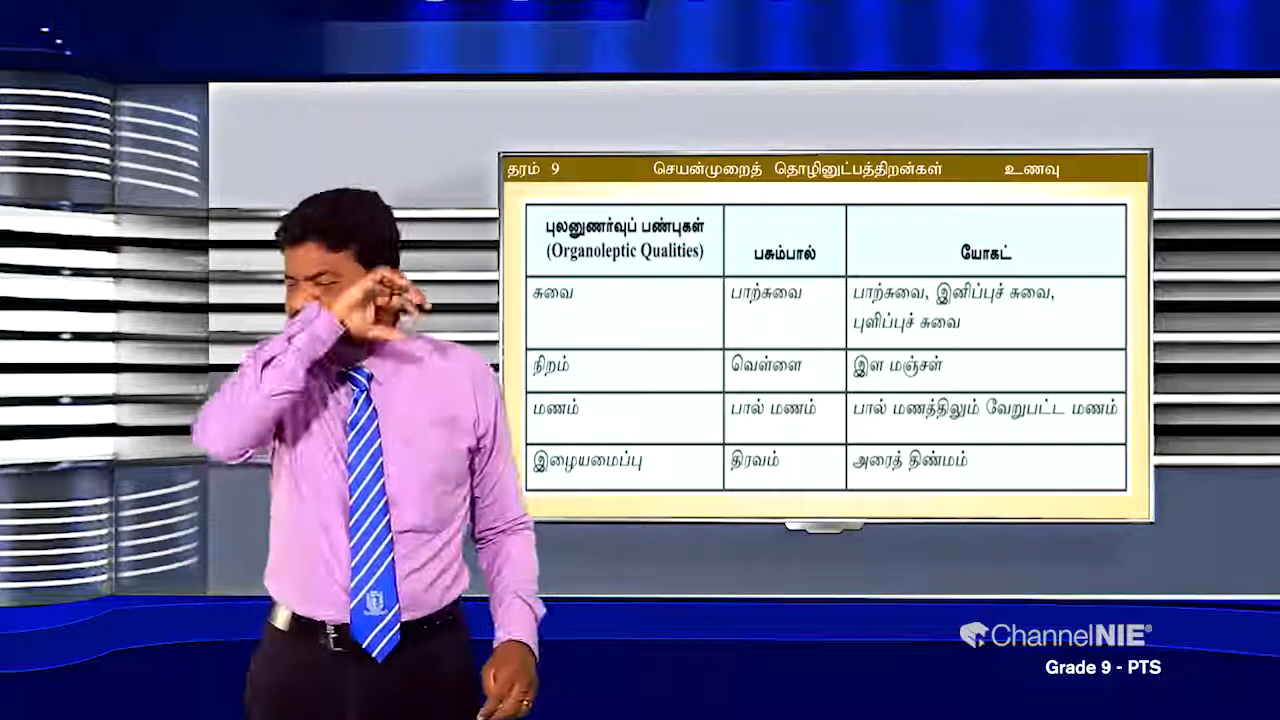 தரம் 9 செயன்முறைத் தொழினுட்பத்திறன்கள் உணவு
புலனுணர்வுப் பண்புகள்
(Organoleptic Qualities) பசும்பால் யோகட்
சுவை பாற்சுவை பாற்சுவை, இனிப்புச் சுவை,
புளிப்புச் சுவை
நிறம் வெள்ளை இள மஞ்சள்
மணம் பால் மணம் பால் மணத்திலும் வேறுபட்ட மணம்
இழையமைப்பு திரவம் அரைத் திண்மம்
ChannelNIE®
Grade 9 - PTS